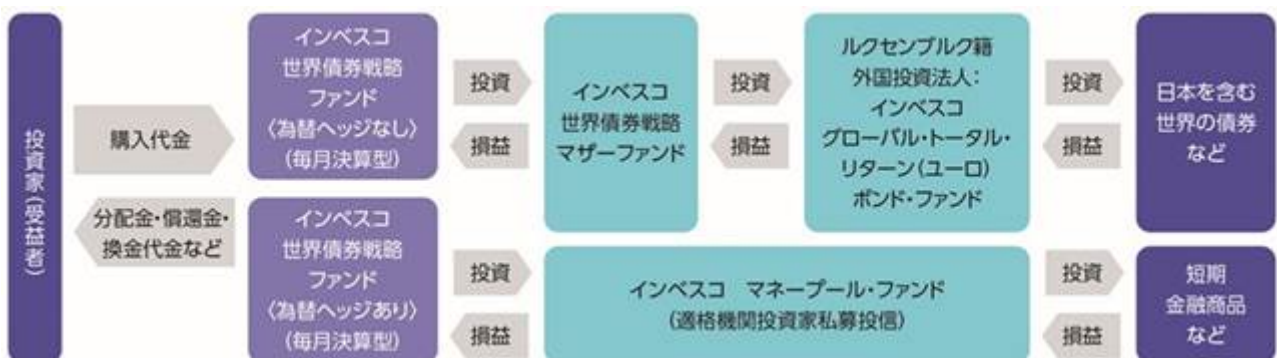 投資家(受益者)
購入代金
分配金・償還金・
換金代金など
インベスコ
世界債券戦略
ファンド
〈為替ヘッジなし〉
(毎月決算型)
インベスコ
世界債券戦略
ファンド
〈為替ヘッジあり〉
(毎月決算型)
投資
損益
投資
損益
インベスコ
世界債券戦略
マザーファンド
投資
損益
ルクセンブルク籍
外国投資法人:
インベスコ
グローバル・トータル・
リターン(ユーロ)
ボンド・ファンド
インベスコ　マネープール・ファンド
(適格機関投資家私募投信)
投資
損益
投資
損益
日本を含む
世界の債券
など
短期
金融商品
など